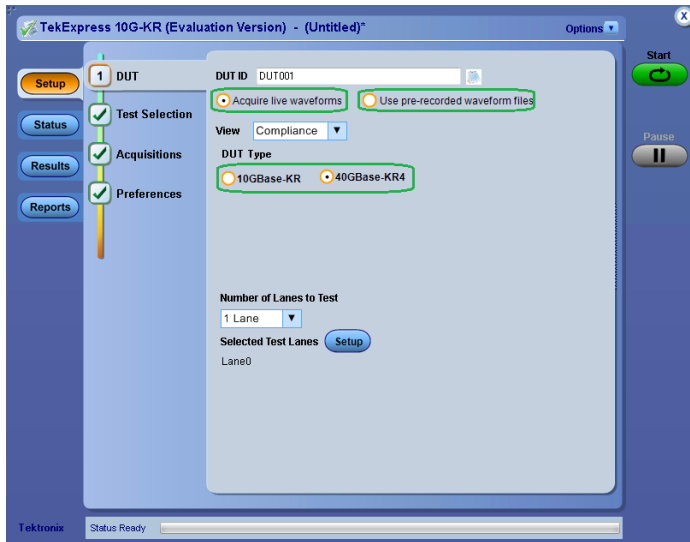 TekExpress 10G-KR (Evaluation Version) - (Untitled)*
Options
x
Start
Pause
Setup
Status
Results
Reports
1 DUT
Test Selection
Acquisitions
Preferences
DUT ID DUT001
Acquire live waveforms
Use pre-recorded waveform files
View Compliance
DUT Type
10GBase-KR
40GBase-KR4
Number of Lanes to Test
1 Lane
Selected Test Lanes Setup
Lane0
Tektronix Status Ready